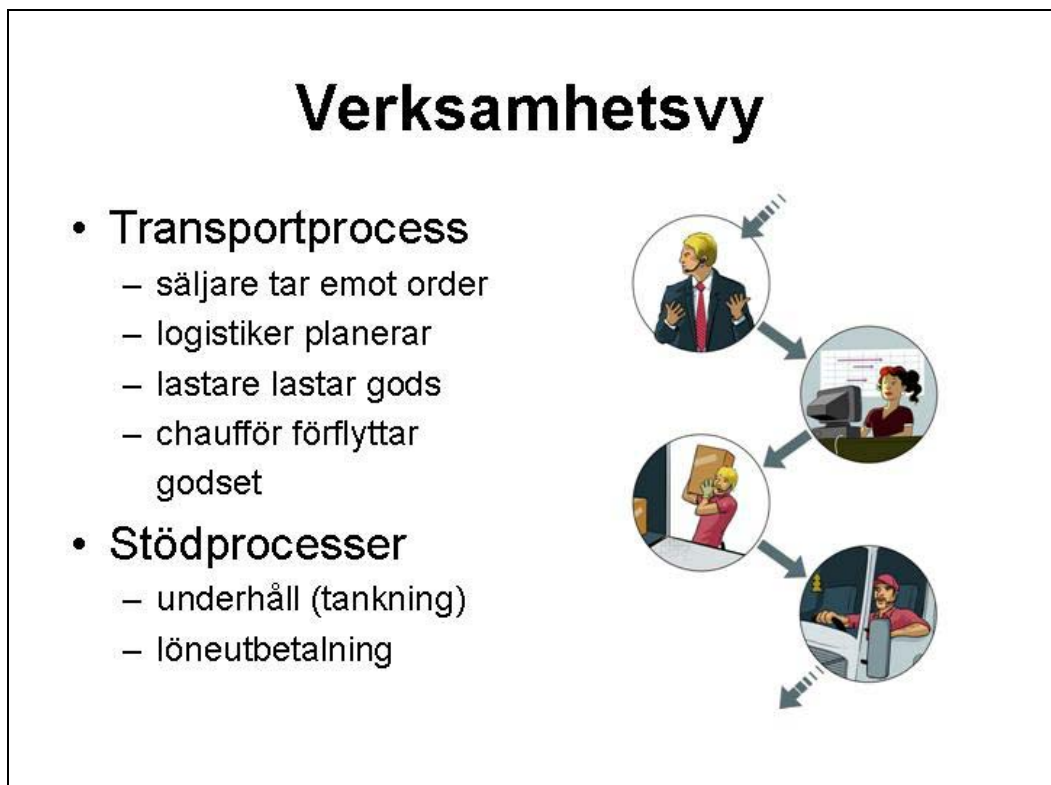 Verksamhetsvy
• Transportprocess
– säljare tar emot order
– logistiker planerar
– lastare lastar gods
– chaufför förflyttar
godset
• Stödprocesser
– underhåll (tankning)
– löneutbetalning